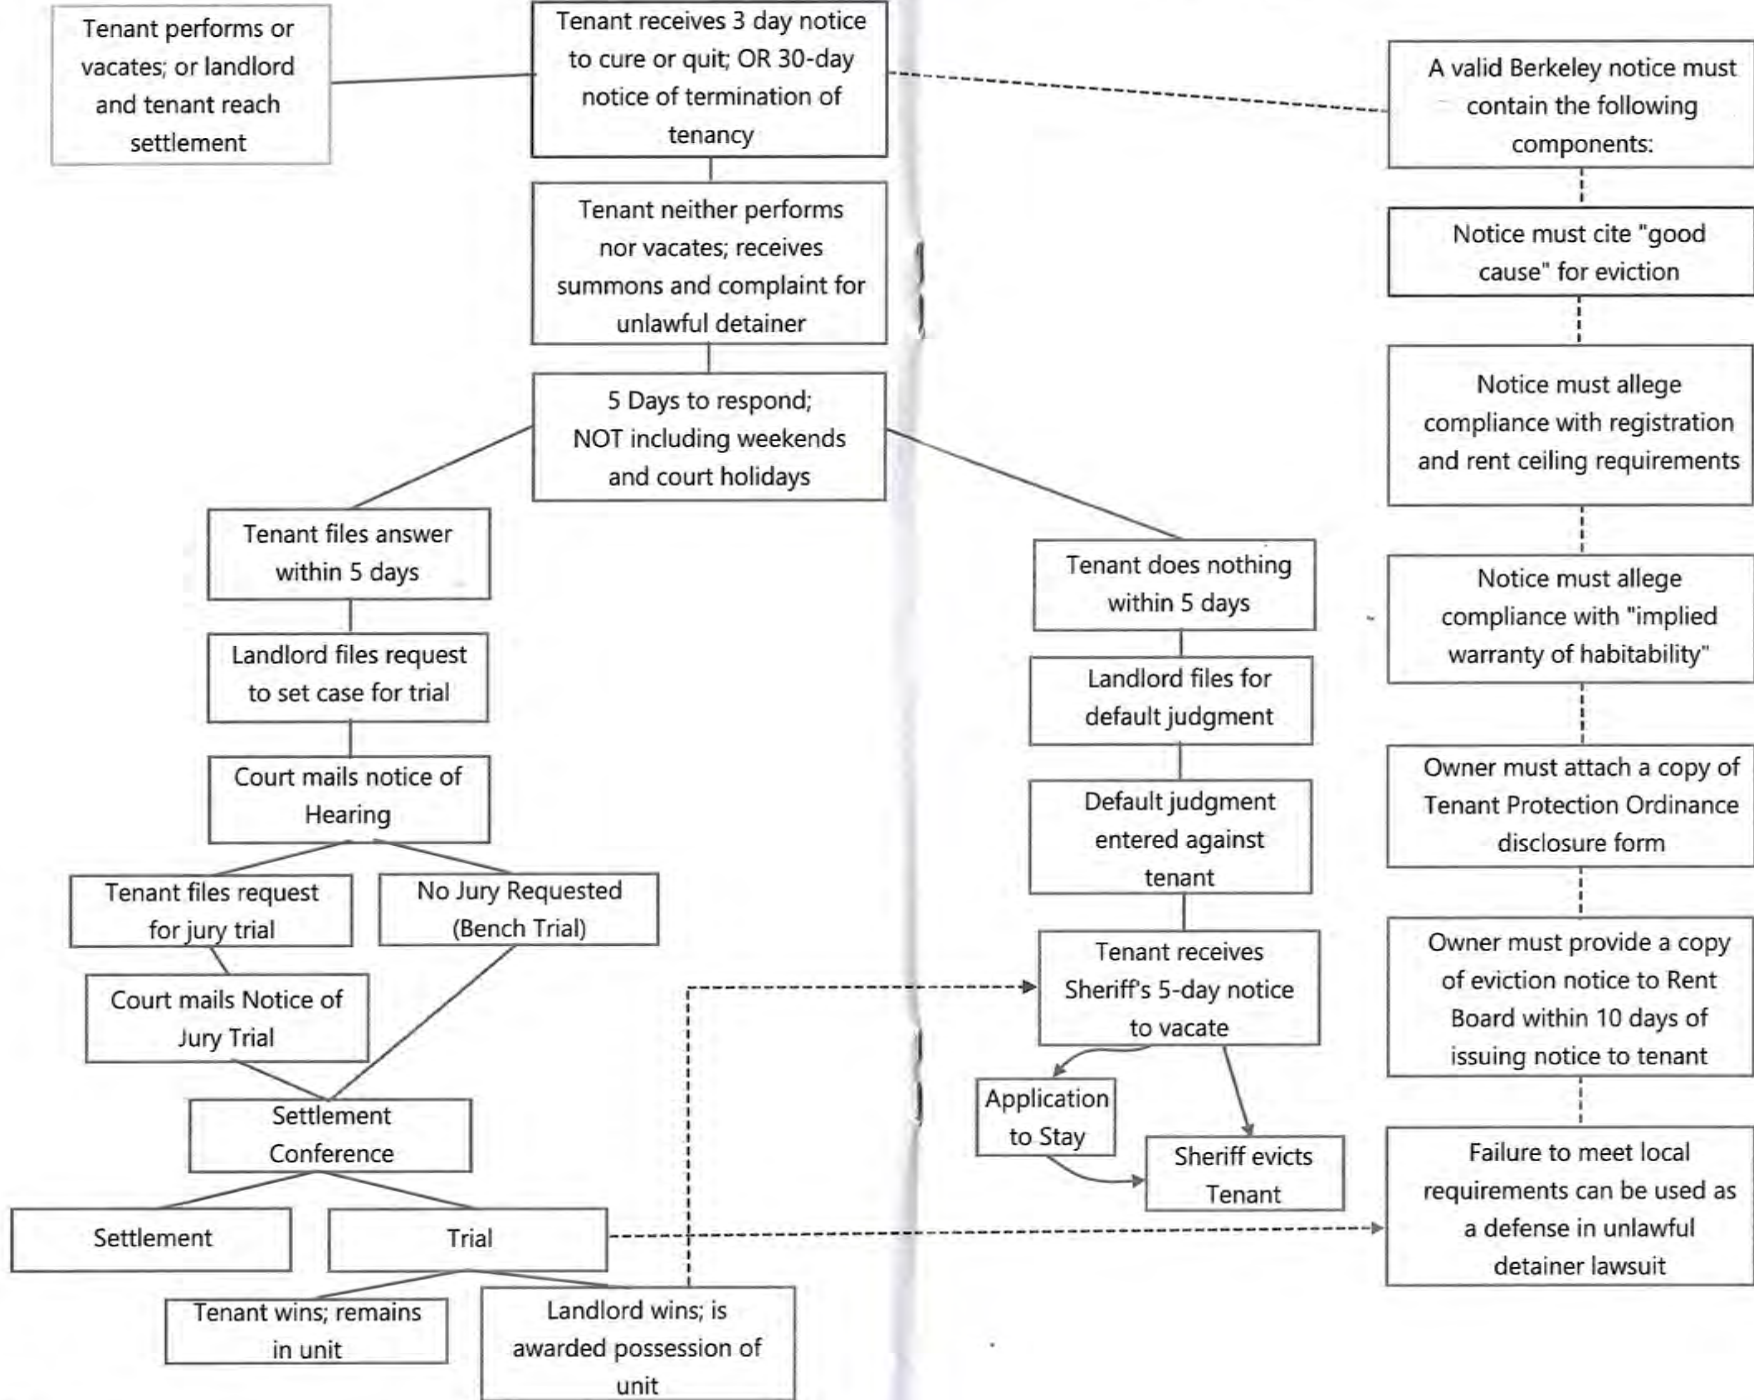 Tenant performs or
vacates; or landlord
and tenant reach
settlement
Tenant receives 3 day notice
to cure or quit; OR 30-day
notice of termination of
tenancy
Tenant neither performs
nor vacates; receives
summons and complaint for
unlawful detainer
5 Days to respond;
NOT including weekends
and court holidays
Tenant files answer
within 5 days
Landlord files request
to set case for trial
Court mails notice of
Hearing
Tenant files request
for jury trial
No Jury Requested
(Bench Trial)
Court mails Notice of
Jury Trial
Settlement
Conference
Settlement
Trial
Tenant wins; remains
in unit
Landlord wins; is
awarded possession of
unit
Tenant does nothing
within 5 days
Landlord files for
default judgment
Default judgment
entered against
tenant
Tenant receives
Sheriff's 5-day notice
to vacate
Application
to Stay
Sheriff evicts
Tenant
A valid Berkeley notice must
contain the following
components:
Notice must cite "good
cause" for eviction
Notice must allege
compliance with registration
and rent ceiling requirements
Notice must allege
compliance with "implied
warranty of habitability"
Owner must attach a copy of
Tenant Protection Ordinance
disclosure form
Owner must provide a copy
of eviction notice to Rent
Board within 10 days of
issuing notice to tenant
Failure to meet local
requirements can be used as
a defense in unlawful
detainer lawsuit